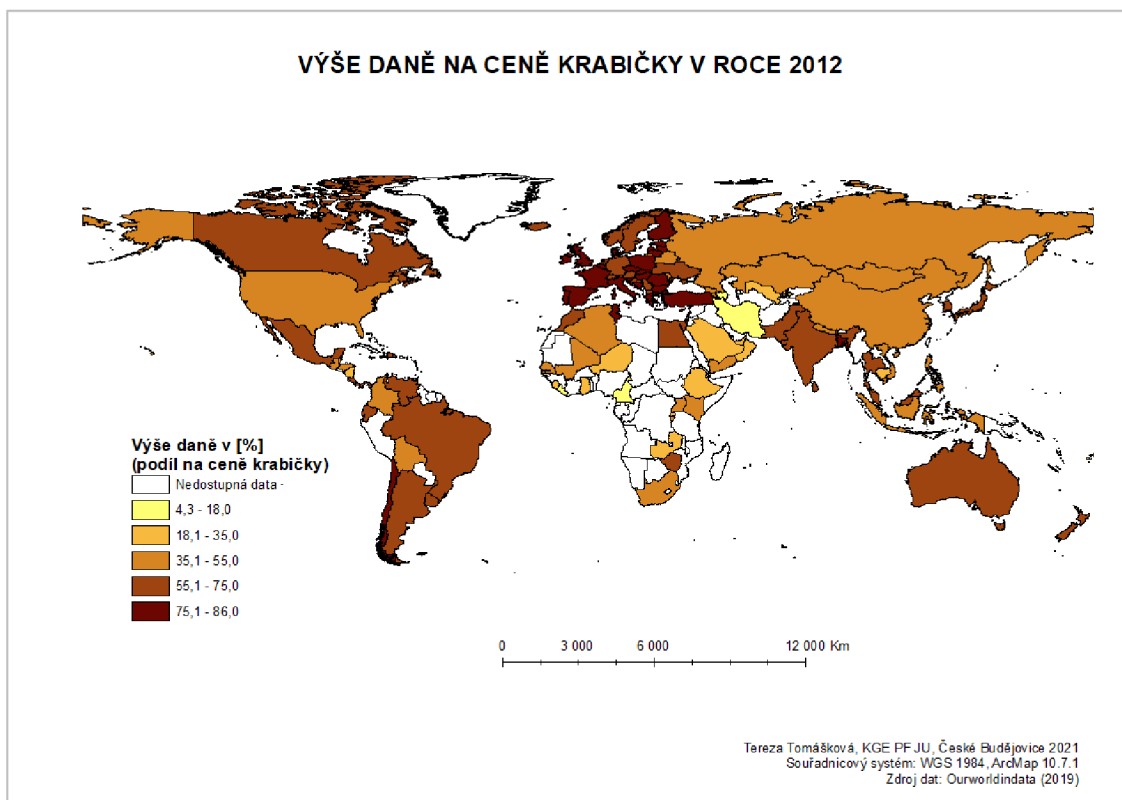 VÝŠE DANĚ NA CENĚ KRABIČKY V ROCE 2012
Výše daně v [%]
(podíl na ceně krabičky)
Nedostupná data -
4,3 - 18,0
18,1 - 35,0
35,1 - 55,0
55,1 - 75,0
75,1 - 86,0
0 3 000 6 000 12 000 Km
Tereza Tomášková, KGE PF JU, České Budějovice 2021
Souřadnicový systém: WGS 1984, ArcMap 10.7.1
Zdroj dat: Ourworldindata (2019)